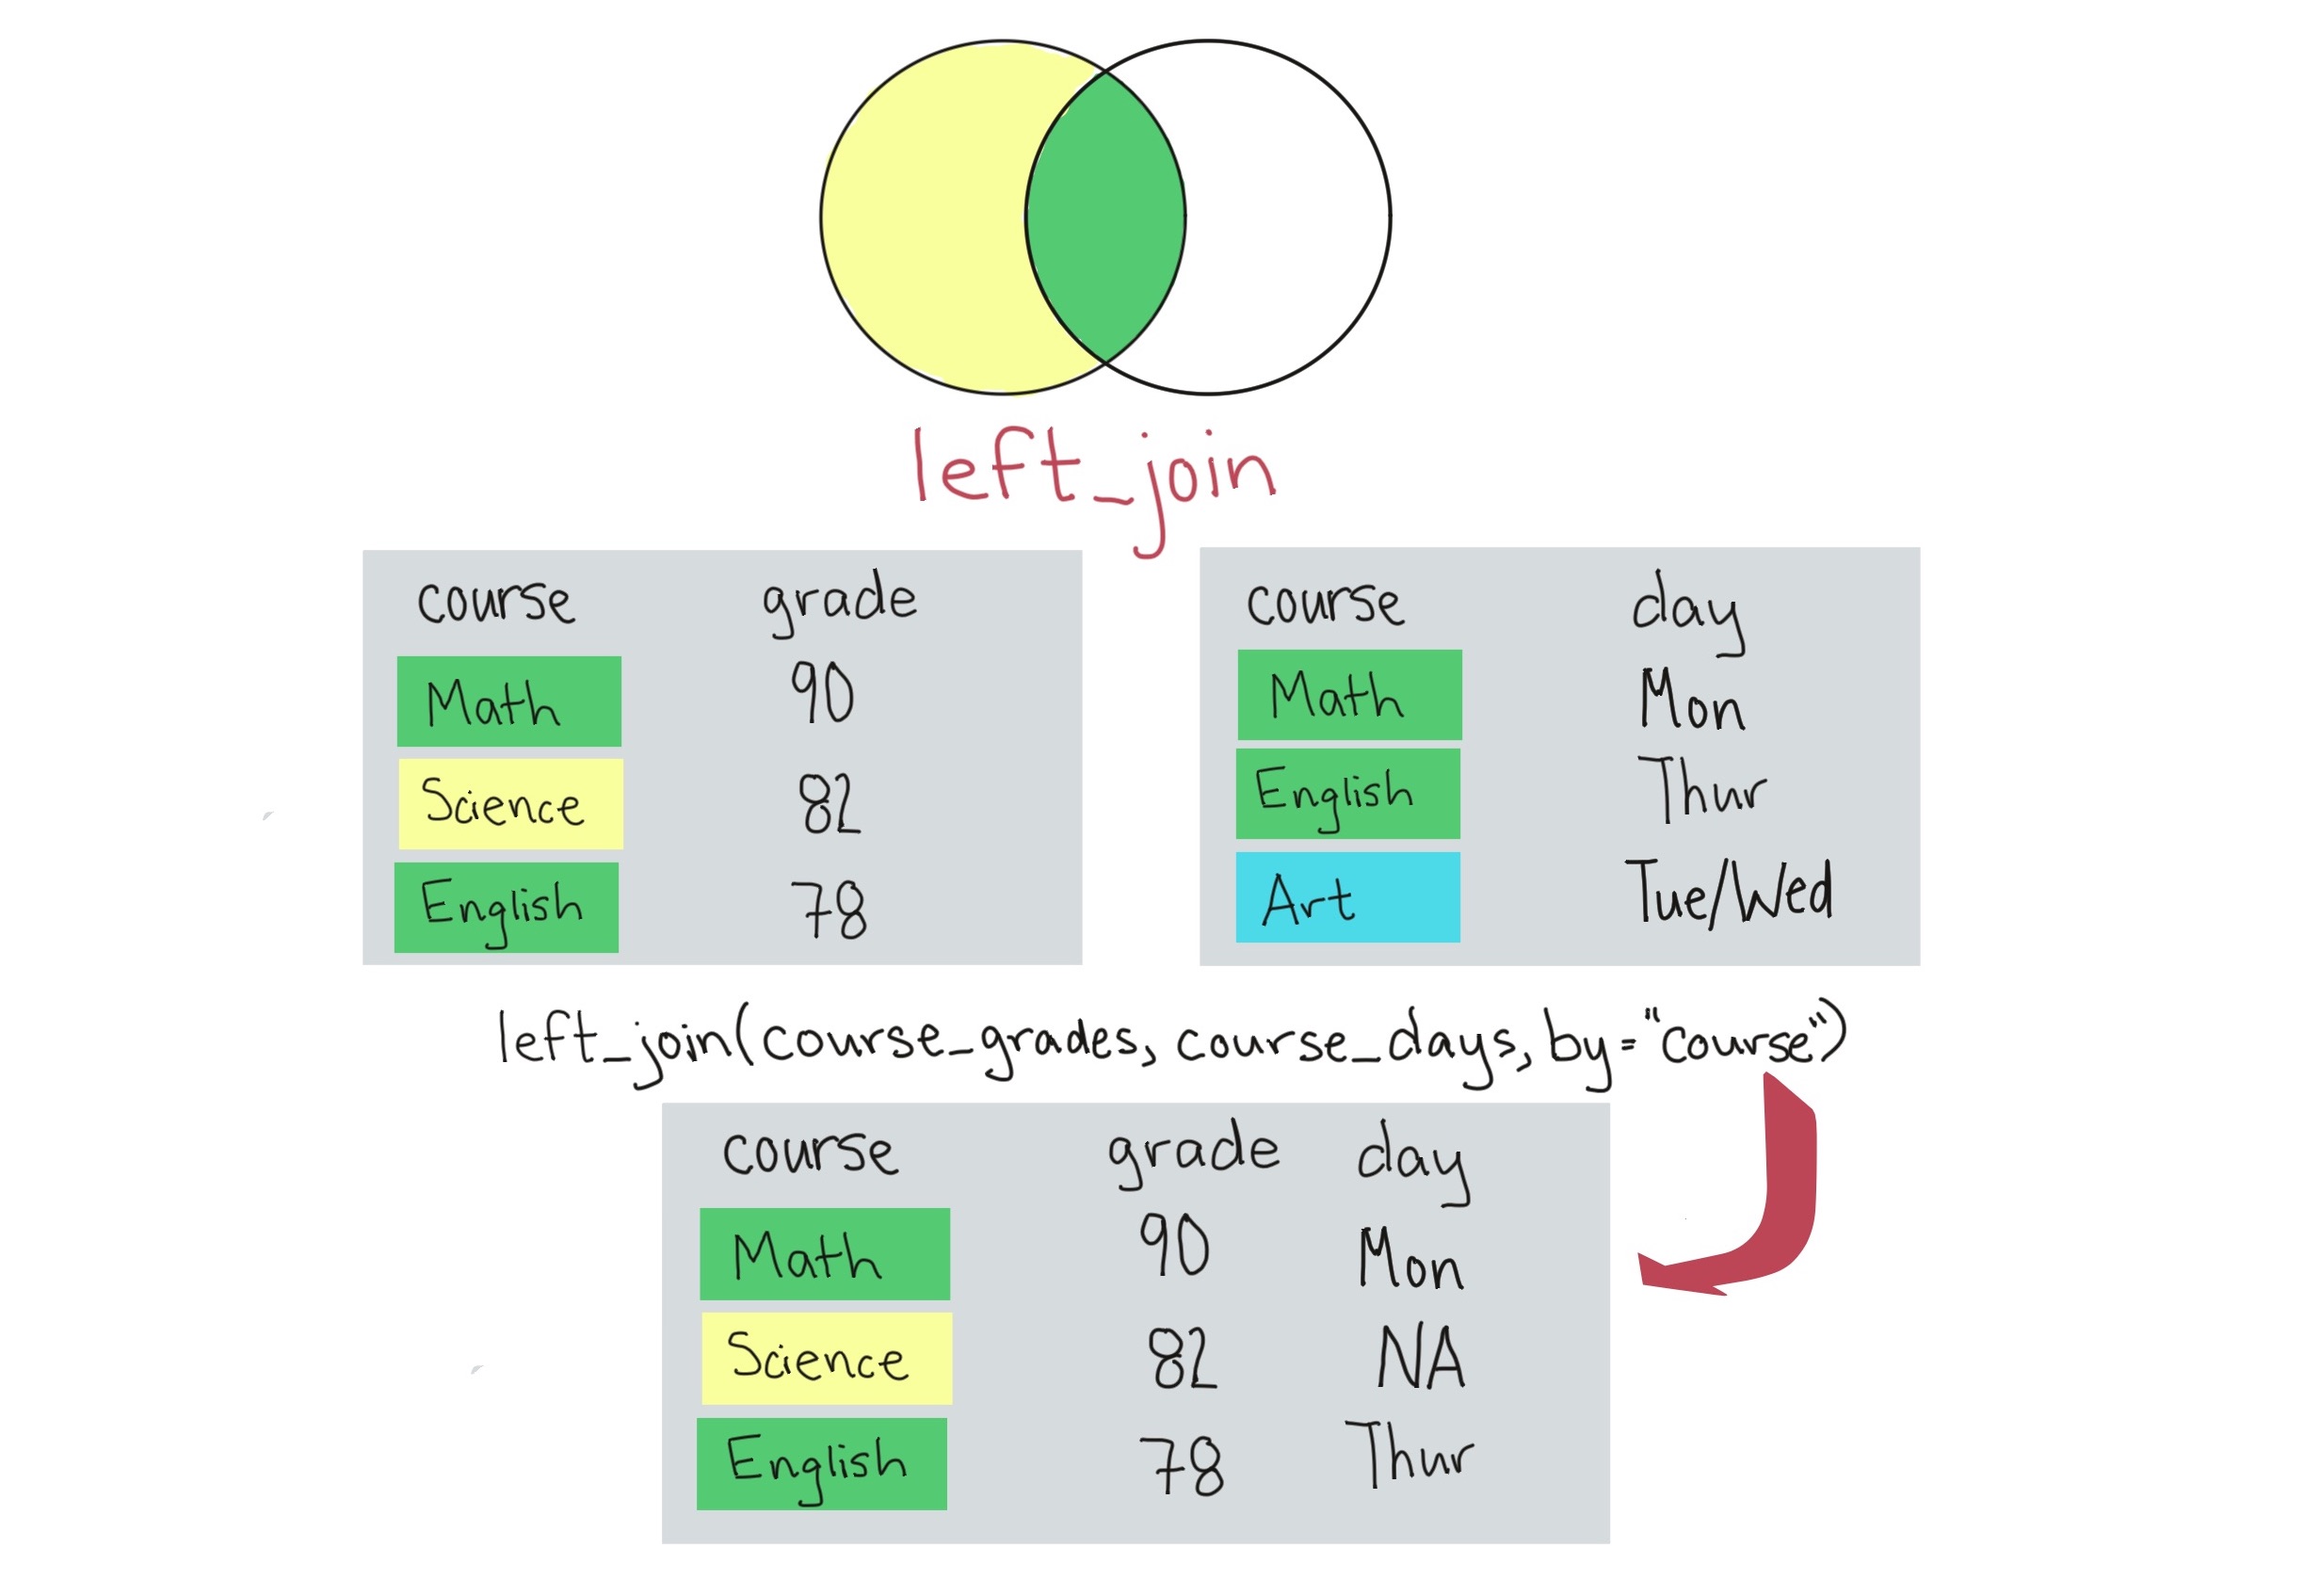 left_join
course grade
Math 90
Science 82
English 78
course day
Math Mon
English Thur
Art Tue/Wed
left_join(course_grades, course_days, by="course")
course grade day
Math 90 Mon
Science 82 NA
English 78 Thur